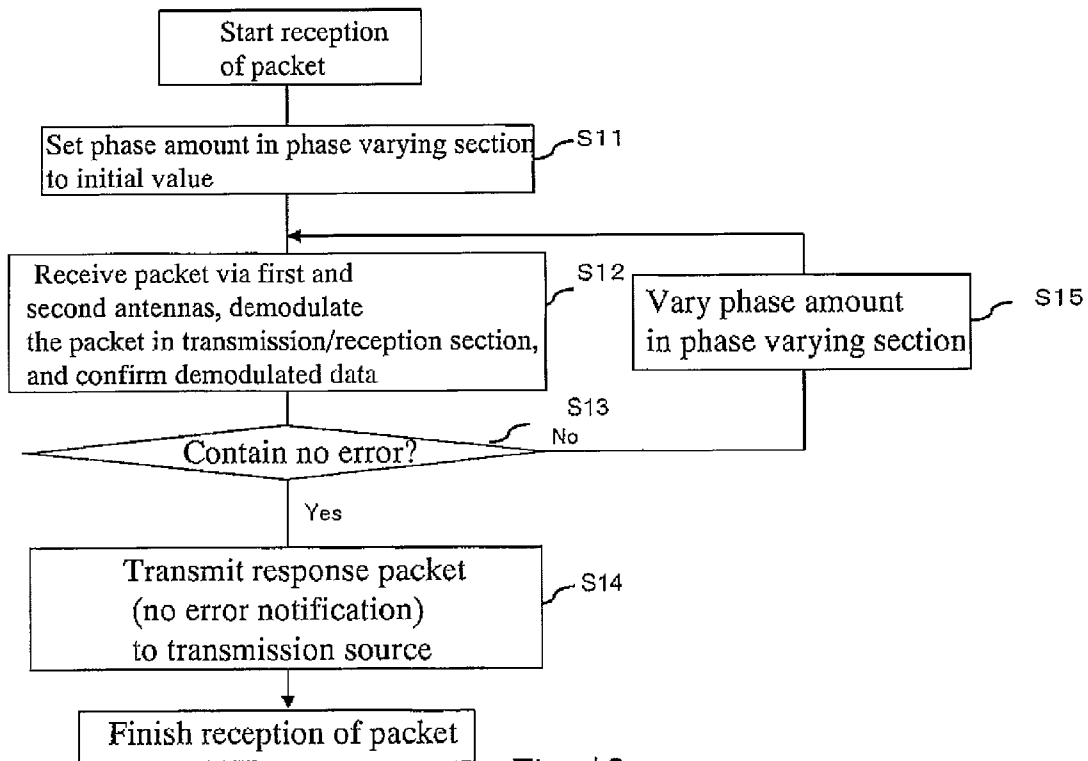 Start reception
of packet
Set phase amount in phase varying section
to initial value
S11
Receive packet via first and
second antennas, demodulate
the packet in transmission/reception section,
and confirm demodulated data
S12
Vary phase amount
in phase varying section
S15
Contain no error?
S13
No
Yes
Transmit response packet
(no error notification)
to transmission source
S14
Finish reception of packet